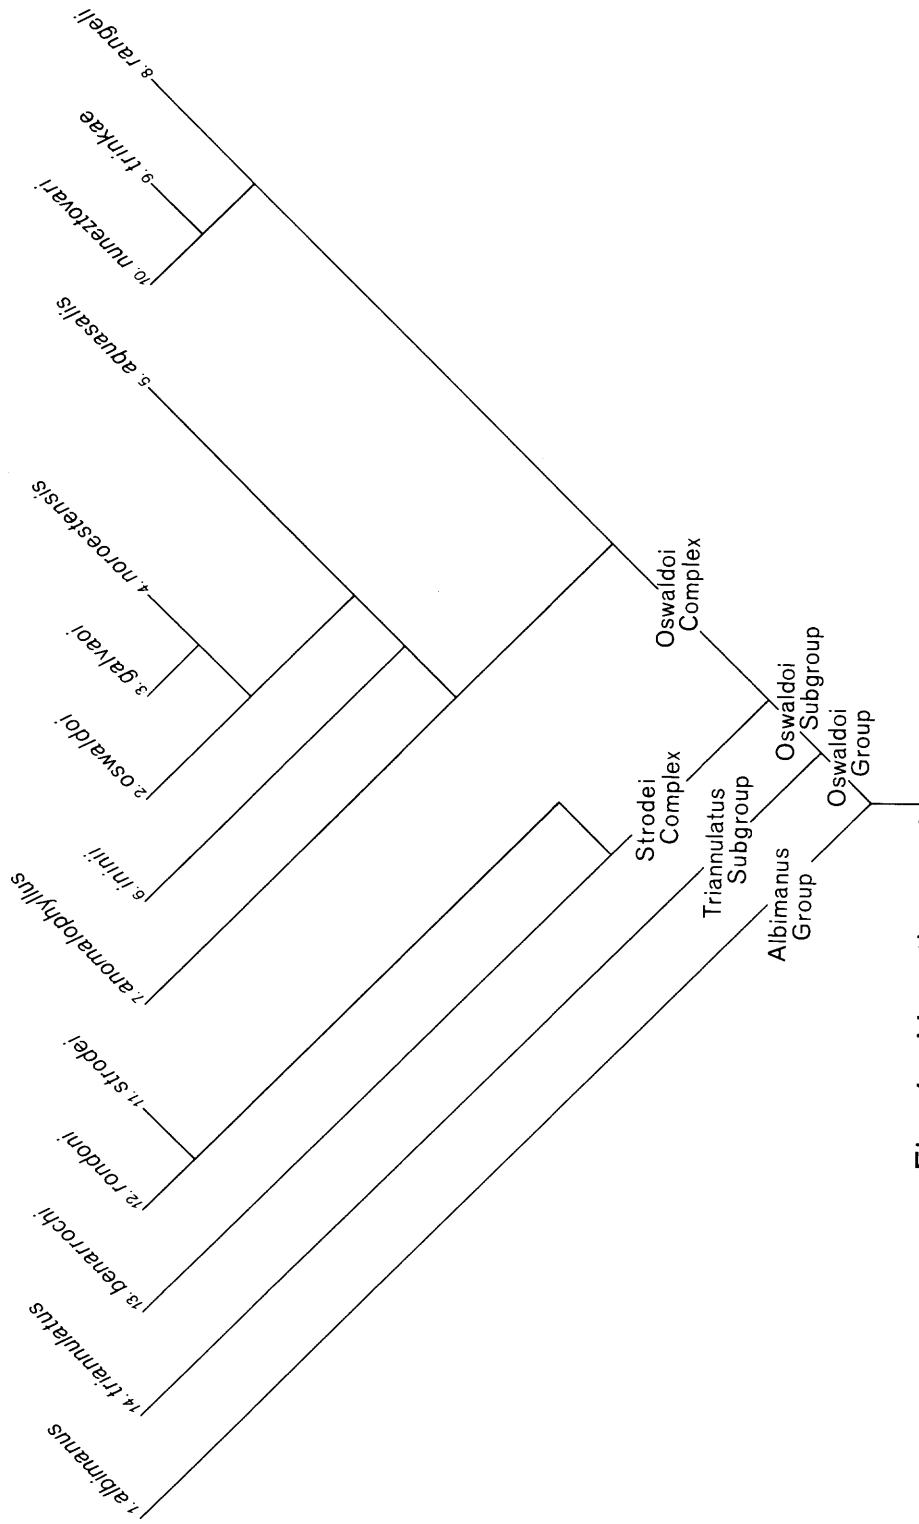 8. rangeli
9. trinkae
10. nuneztovari
5. aquasalis
4. noroestensis
3. galvaoi
2. oswaldoi
6. ininii
7. anomalophyllus
11. strodei
12. rondoni
13. benarrochi
14. triannulatus
1. albimanus
Oswaldoi
Complex
Oswaldoi
Subgroup
Oswaldoi
Group
Strodei
Complex
Triannulatus
Subgroup
Albimanus
Group